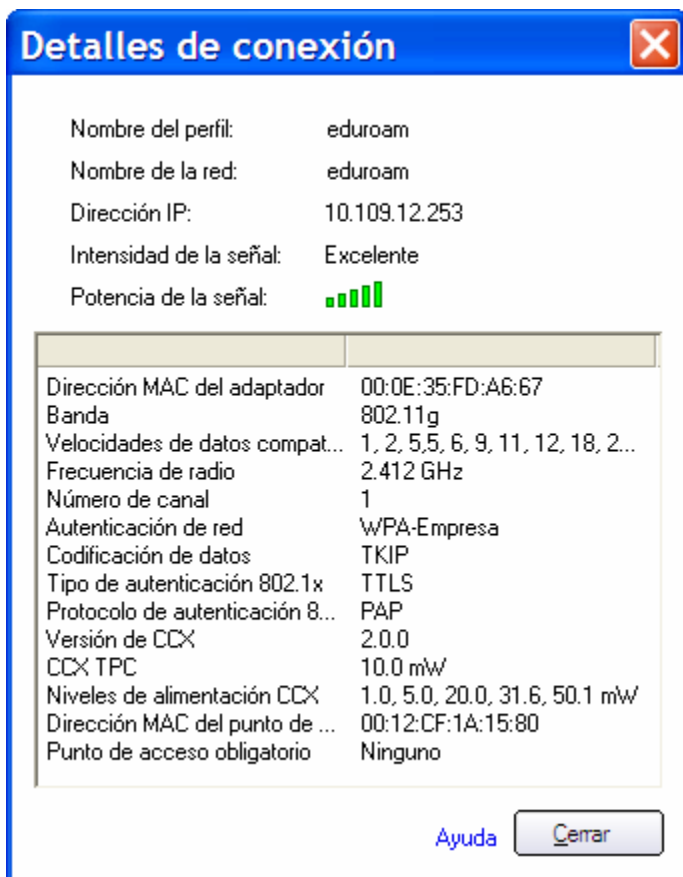 Detalles de conexión
Nombre del perfil: eduroam
Nombre de la red: eduroam
Dirección IP: 10.109.12.253
Intensidad de la señal: Excelente
Potencia de la señal:
Dirección MAC del adaptador 00:0E:35:FD:A6:67
Banda 802.11g
Velocidades de datos compat... 1, 2, 5,5, 6, 9, 11, 12, 18, 2...
Frecuencia de radio 2.412 GHz
Número de canal 1
Autenticación de red WPA-Empresa
Codificación de datos TKIP
Tipo de autenticación 802.1x TTLS
Protocolo de autenticación 8... PAP
Versión de CCX 2.0.0
CCX TPC 10.0 mW
Niveles de alimentación CCX 1.0, 5.0, 20.0, 31.6, 50.1 mW
Dirección MAC del punto de ... 00:12:CF:1A:15:80
Punto de acceso obligatorio Ninguno
Ayuda Cerrar